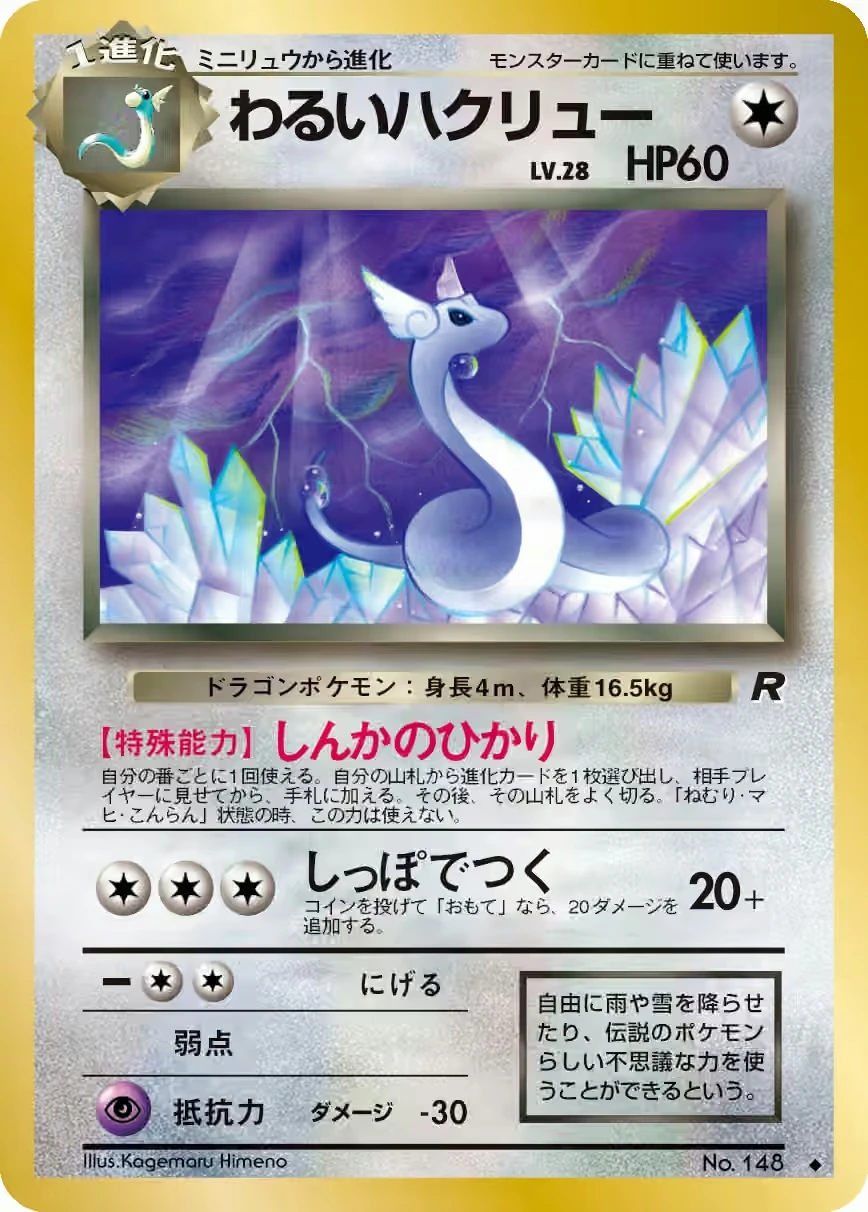 1進化
ミニリュウから進化
モンスターカードに重ねて使います。
わるいハクリュー
LV.28 HP60
ドラゴンポケモン：身長4m、体重16.5kg
R
【特殊能力】しんかのひかり
自分の番ごとに1回使える。自分の山札から進化カードを1枚選び出し、相手プレ
イヤーに見せてから、手札に加える。その後、その山札をよく切る。「ねむり・マ
ヒ・こんらん」状態の時、この力は使えない。
しっぽでつく
20+
コインを投げて「おもて」なら、20ダメージを
追加する。
ー にげる
弱点
抵抗力 ダメージ -30
自由に雨や雪を降らせ
たり、伝説のポケモン
らしい不思議な力を使
うことができるという。
Illus.Kagemaru Himeno
No. 148